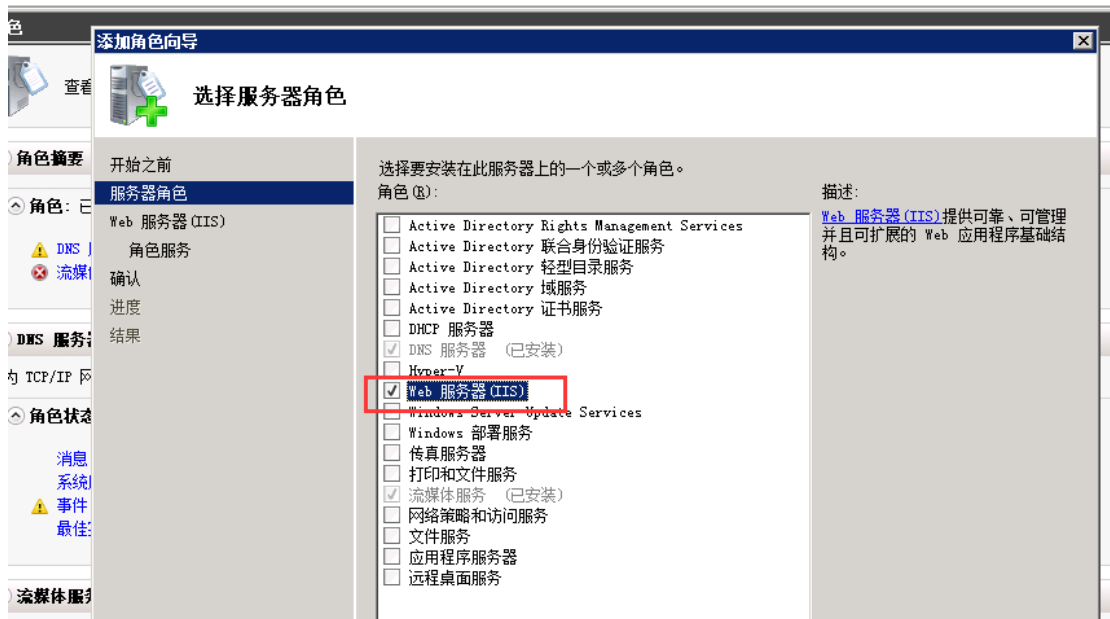 色
添加角色向导
查看
选择服务器角色
角色摘要
角色: 已
DNS
流媒体
DNS 服务器
为 TCP/IP 网
角色状态
消息
系统服
事件
最佳
流媒体服务
开始之前
服务器角色
Web 服务器(IIS)
角色服务
确认
进度
结果
选择要安装在此服务器上的一个或多个角色。
角色(R):
Active Directory Rights Management Services
Active Directory 联合身份验证服务
Active Directory 轻型目录服务
Active Directory 域服务
Active Directory 证书服务
DHCP 服务器
DNS 服务器 (已安装)
Hyper-V
Web 服务器(IIS)
Windows Server Update Services
Windows 部署服务
传真服务器
打印和文件服务
流媒体服务 (已安装)
网络策略和访问服务
文件服务
应用程序服务器
远程桌面服务
描述:
Web 服务器(IIS)提供可靠、可管理
并且可扩展的 Web 应用程序基础结
构。